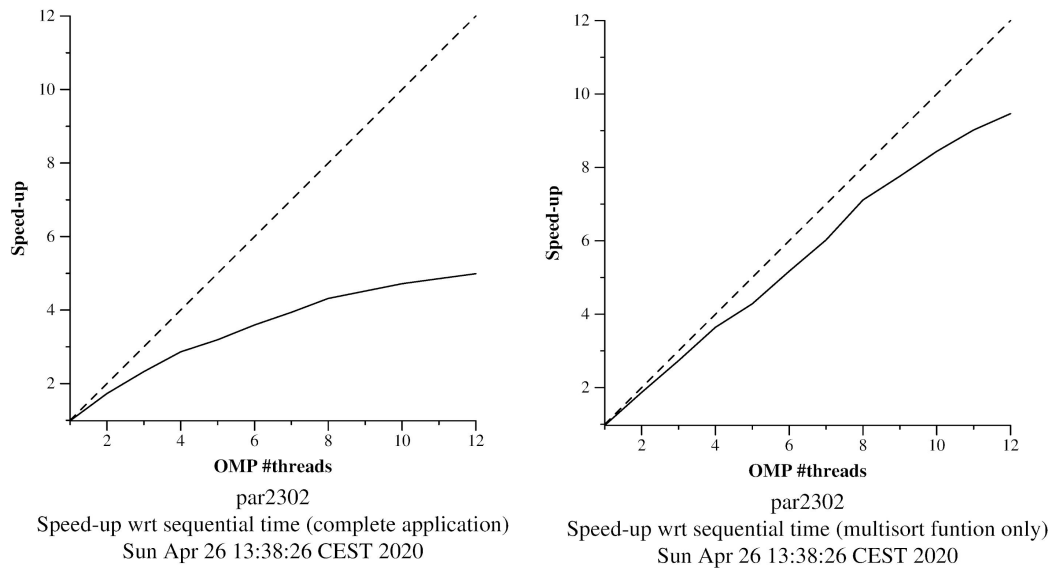 12
10
8
6
4
2
Speed-up
2 4 6 8 10 12
OMP #threads
par2302
Speed-up wrt sequential time (complete application)
Sun Apr 26 13:38:26 CEST 2020
12
10
8
6
4
2
Speed-up
2 4 6 8 10 12
OMP #threads
par2302
Speed-up wrt sequential time (multisort funtion only)
Sun Apr 26 13:38:26 CEST 2020